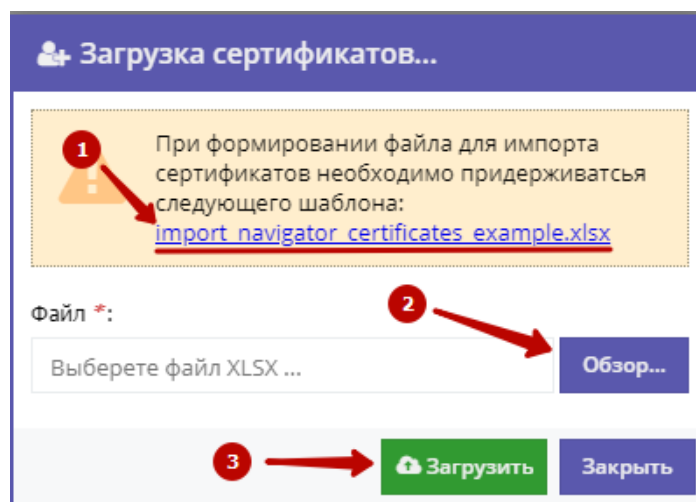 Загрузка сертификатов...
1
При формировании файла для импорта
сертификатов необходимо придерживатсья
следующего шаблона:
import_navigator_certificates_example.xlsx
Файл *:
2
Выберете файл XLSX ...
Обзор...
3
Загрузить
Закрыть